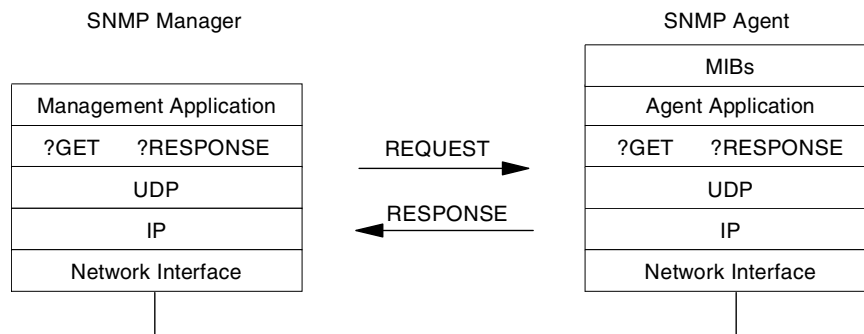 SNMP Manager
SNMP Agent
Management Application
?GET ?RESPONSE
UDP
IP
Network Interface
REQUEST
RESPONSE
MIBs
Agent Application
?GET ?RESPONSE
UDP
IP
Network Interface